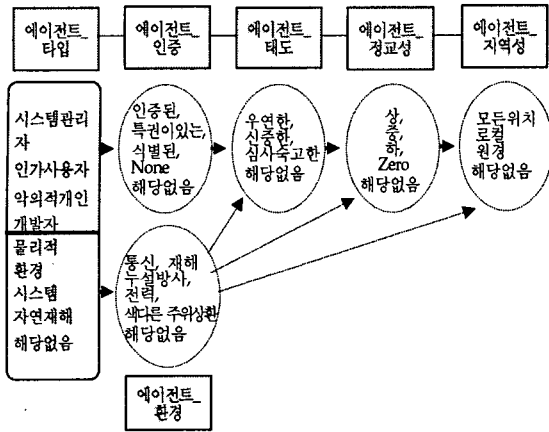 에이전트_
타입
에이전트_
인증
에이전트_
태도
에이전트_
정교성
에이전트_
지역성
시스템관리
자
인가사용자
악의적개인
개발자
물리적
환경
시스템
자연재해
해당없음
인증된,
특권이있는,
식별된,
None
해당없음
우연한,
신중한,
심사숙고한
해당없음
상,
중,
하,
Zero
해당없음
모든위치
로컬
원경
해당없음
통신, 재해
누설방사,
전력,
색다른 주위상환
해당없음
에이전트_
환경